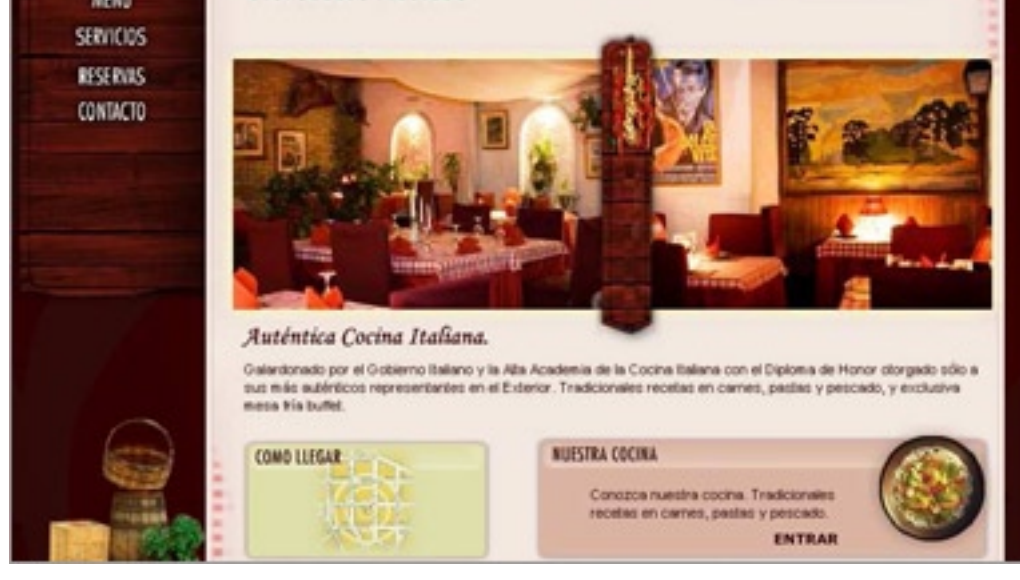 MENU
SERVICIOS
RESERVAS
CONTACTO
Auténtica Cocina Italiana.
Galardonado por el Gobierno Italiano y la Alta Academia de la Cocina Italiana con el Diploma de Honor otorgado sólo a
sus más auténticos representantes en el Exterior. Tradicionales recetas en carnes, pastas y pescado, y exclusiva
mesa fría buffet.
COMO LLEGAR
NUESTRA COCINA
Conozca nuestra cocina. Tradicionales
recetas en carnes, pastas y pescado.
ENTRAR